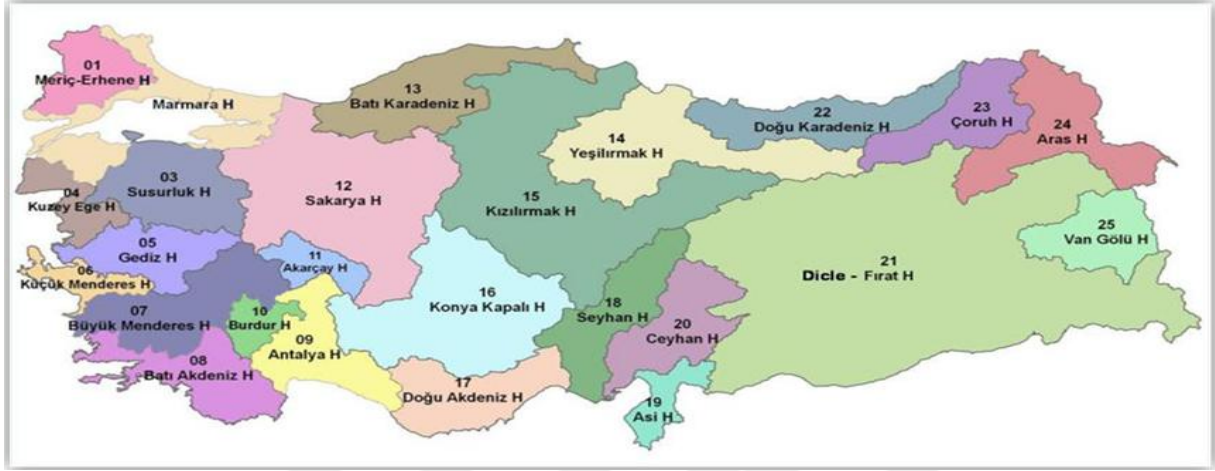 01
Meriç-Erhene H
Marmara H
13
Batı Karadeniz H
22
Doğu Karadeniz H
23
Çoruh H
24
Aras H
14
Yeşilırmak H
03
Susurluk H
04
Kuzey Ege H
12
Sakarya H
15
Kızılırmak H
25
Van Gölü H
05
Gediz H
11
Akarçay H
21
Dicle - Fırat H
06
Küçük Menderes H
16
Konya Kapalı H
07
Büyük Menderes H
10
Burdur H
18
Seyhan H
20
Ceyhan H
09
Antalya H
08
Batı Akdeniz H
17
Doğu Akdeniz H
19
Asi H